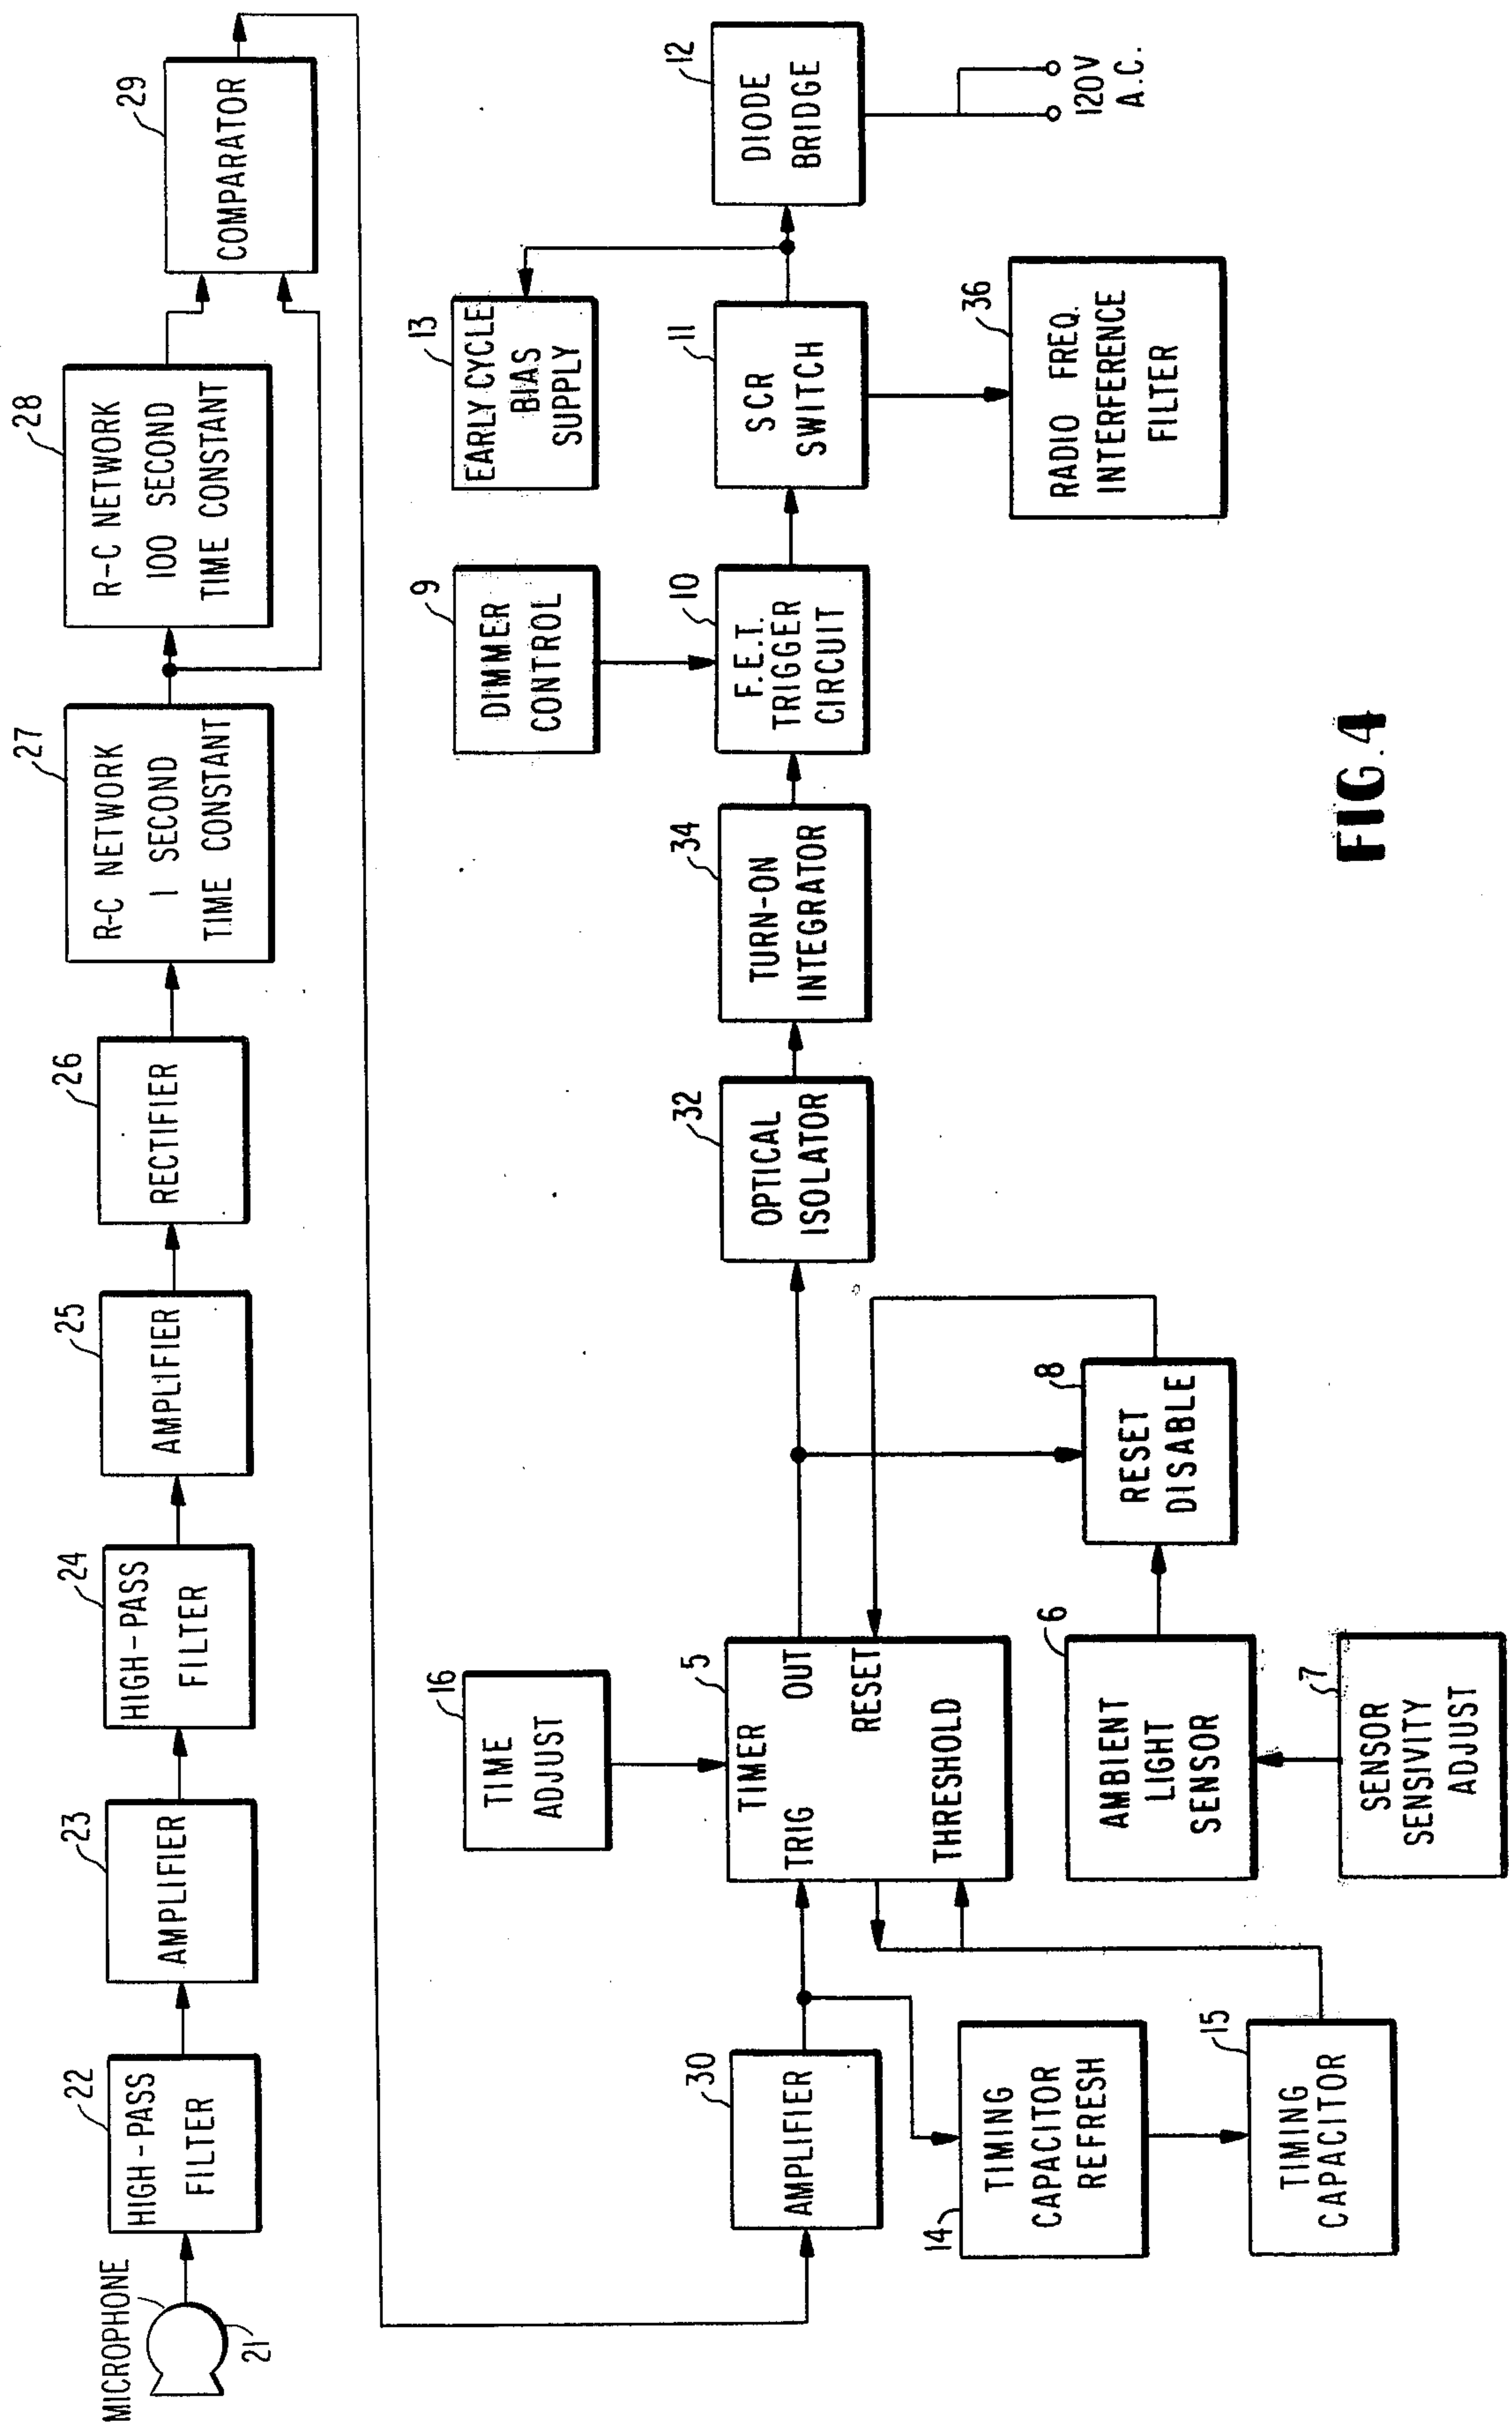 MICROPHONE
21
22
HIGH-PASS
FILTER
23
AMPLIFIER
24
HIGH-PASS
FILTER
25
AMPLIFIER
26
RECTIFIER
27
R-C NETWORK
1 SECOND
TIME CONSTANT
28
R-C NETWORK
100 SECOND
TIME CONSTANT
29
COMPARATOR
30
AMPLIFIER
14
TIMING
CAPACITOR
REFRESH
15
TIMING
CAPACITOR
16
TIME
ADJUST
5
TIMER
TRIG
OUT
RESET
THRESHOLD
6
AMBIENT
LIGHT
SENSOR
7
SENSOR
SENSIVITY
ADJUST
8
RESET
DISABLE
32
OPTICAL
ISOLATOR
34
TURN-ON
INTEGRATOR
9
DIMMER
CONTROL
10
F.E.T.
TRIGGER
CIRCUIT
13
EARLY CYCLE
BIAS
SUPPLY
11
SCR
SWITCH
36
RADIO FREQ.
INTERFERENCE
FILTER
12
DIODE
BRIDGE
120V
A.C.
FIG. 4